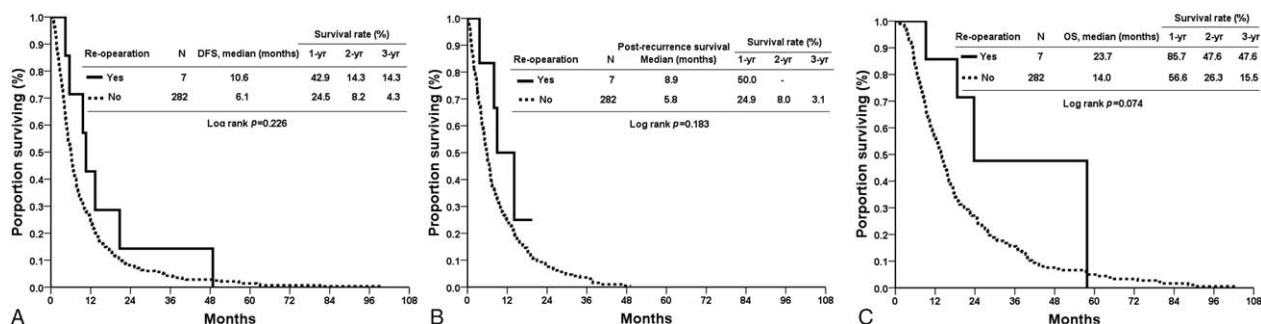 Survival rate (%)
Re-opearation N DFS, median (months) 1-yr 2-yr 3-yr
Yes 7 10.6 42.9 14.3 14.3
No 282 6.1 24.5 8.2 4.3
Log rank p=0.226
Porportion surviving (%)
1.0
0.9
0.8
0.7
0.6
0.5
0.4
0.3
0.2
0.1
0.0
0 12 24 36 48 60 72 84 96 108
Months
A
Survival rate (%)
Post-recurrence survival
Re-opearation N Median (months) 1-yr 2-yr 3-yr
Yes 7 8.9 50.0 -
No 282 5.8 24.9 8.0 3.1
Log rank p=0.183
Proportion surviving (%)
1.0
0.9
0.8
0.7
0.6
0.5
0.4
0.3
0.2
0.1
0.0
0 12 24 36 48 60 72 84 96 108
Months
B
Survival rate (%)
Re-opearation N OS, median (months) 1-yr 2-yr 3-yr
Yes 7 23.7 85.7 47.6 47.6
No 282 14.0 56.6 26.3 15.5
Log rank p=0.074
Porportion surviving (%)
1.0
0.9
0.8
0.7
0.6
0.5
0.4
0.3
0.2
0.1
0.0
0 12 24 36 48 60 72 84 96 108
Months
C